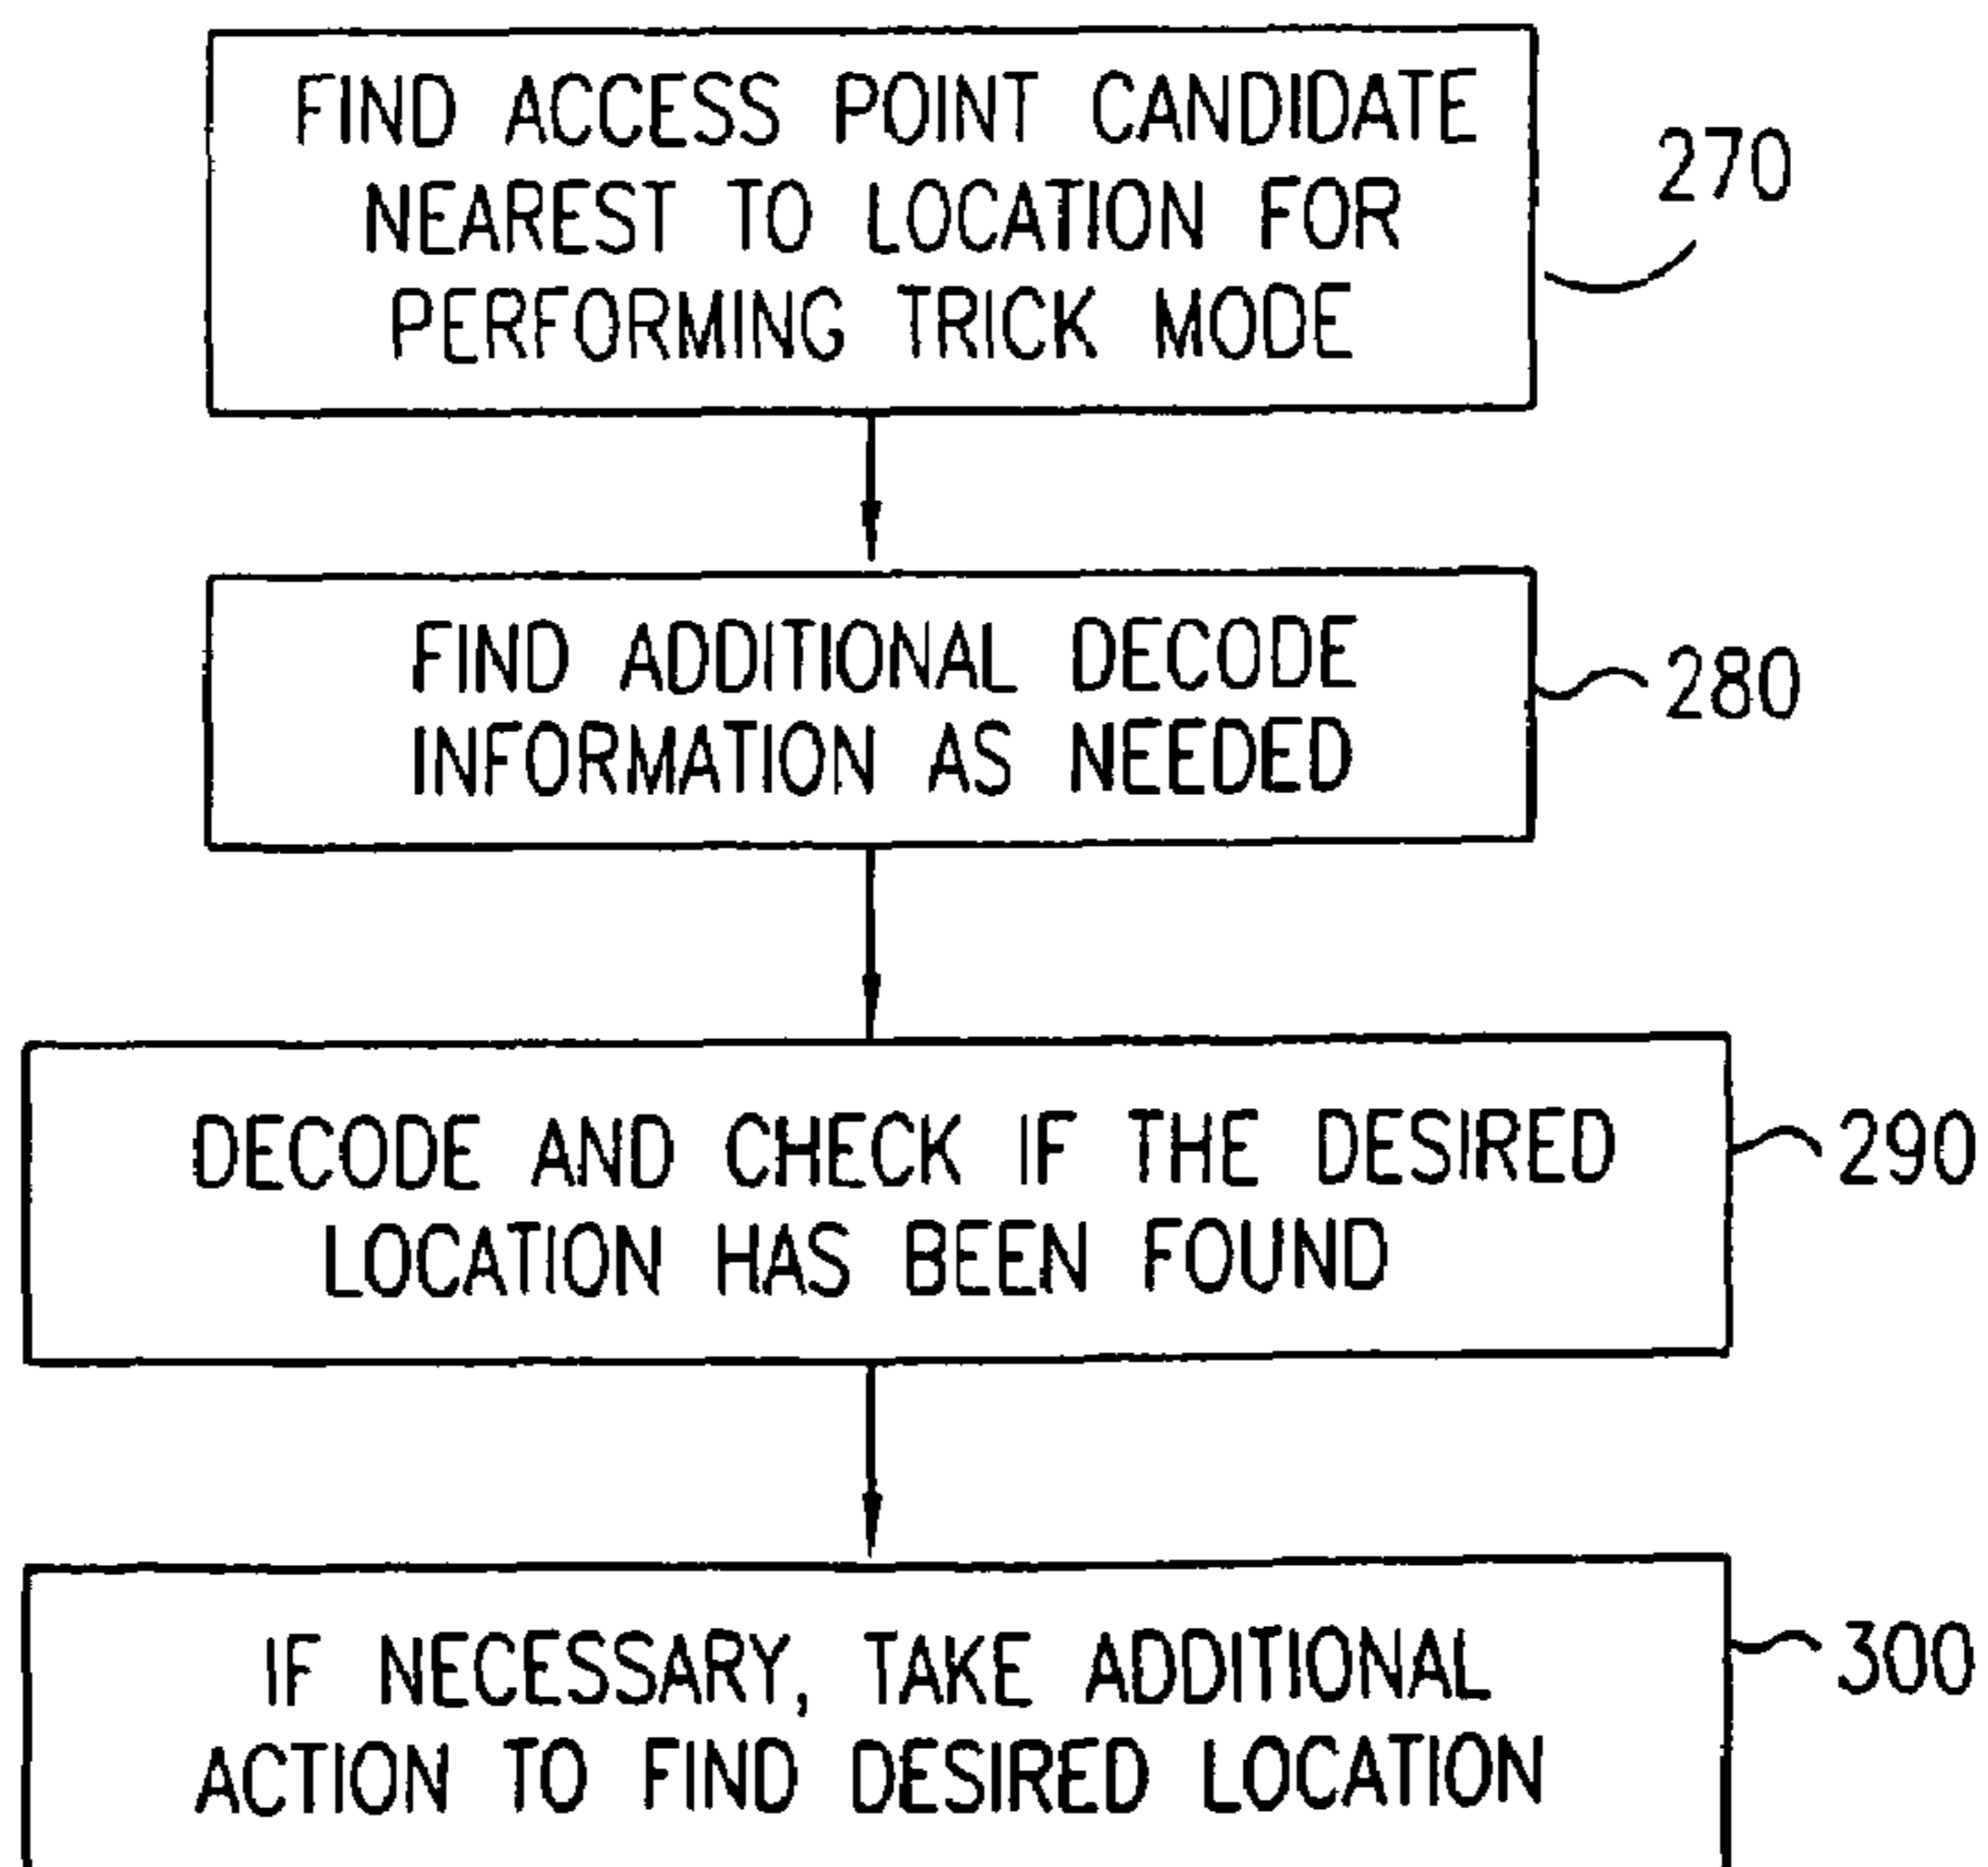 FIND ACCESS POINT CANDIDATE
NEAREST TO LOCATION FOR
PERFORMING TRICK MODE
270
FIND ADDITIONAL DECODE
INFORMATION AS NEEDED
280
DECODE AND CHECK IF THE DESIRED
LOCATION HAS BEEN FOUND
290
IF NECESSARY, TAKE ADDITIONAL
ACTION TO FIND DESIRED LOCATION
300